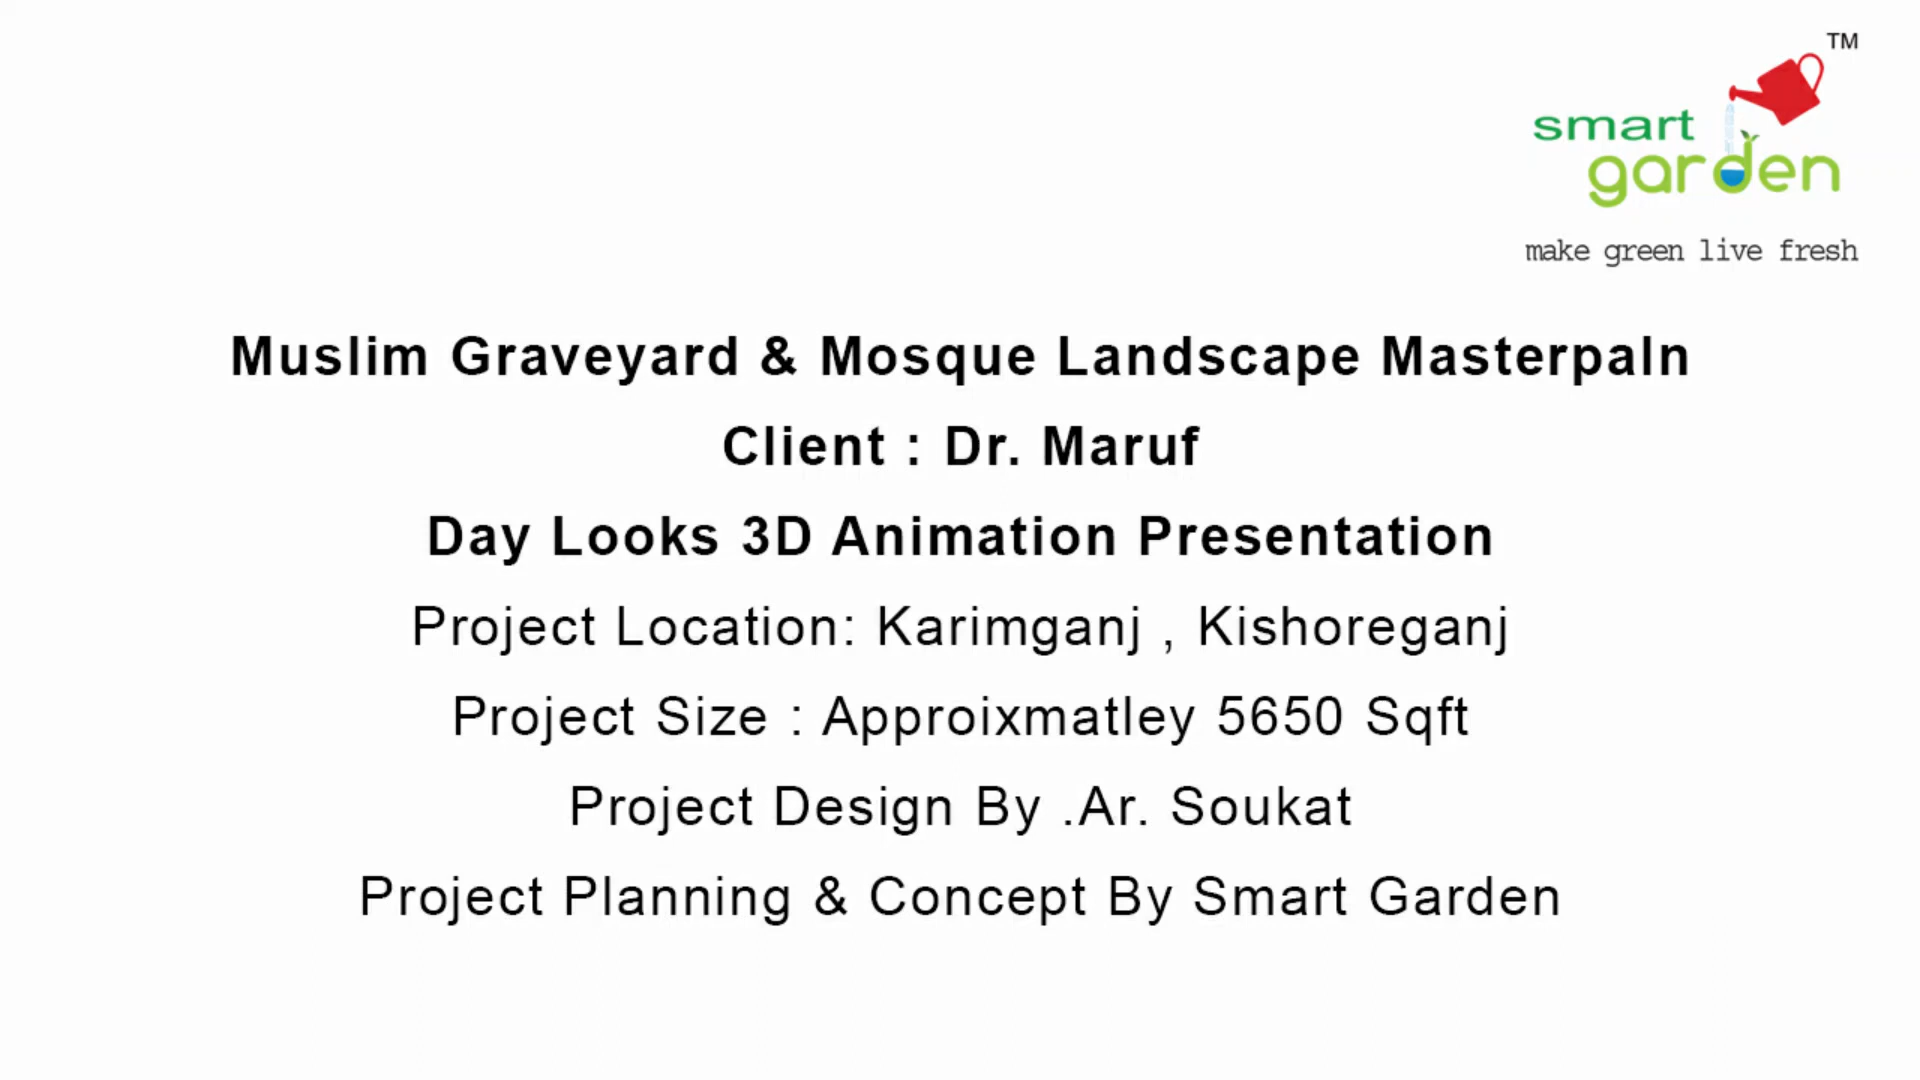 TM
smart
garden
make green live fresh
Muslim Graveyard & Mosque Landscape Masterpaln
Client : Dr. Maruf
Day Looks 3D Animation Presentation
Project Location: Karimganj , Kishoreganj
Project Size : Approixmatley 5650 Sqft
Project Design By .Ar. Soukat
Project Planning & Concept By Smart Garden